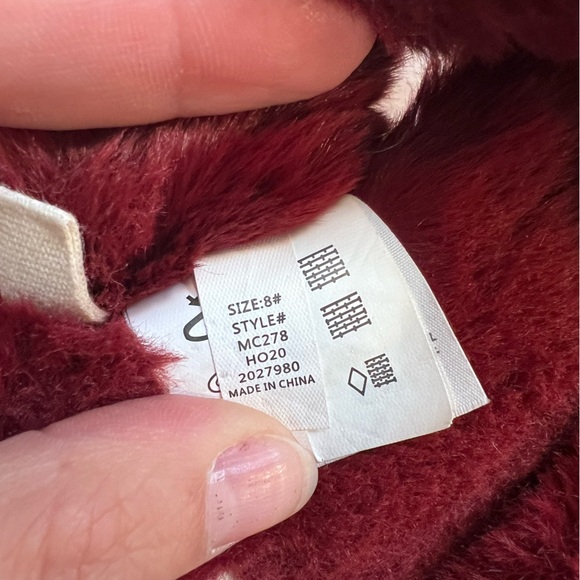 SIZE:8#
STYLE#
MC278
HO20
2027980
MADE IN CHINA